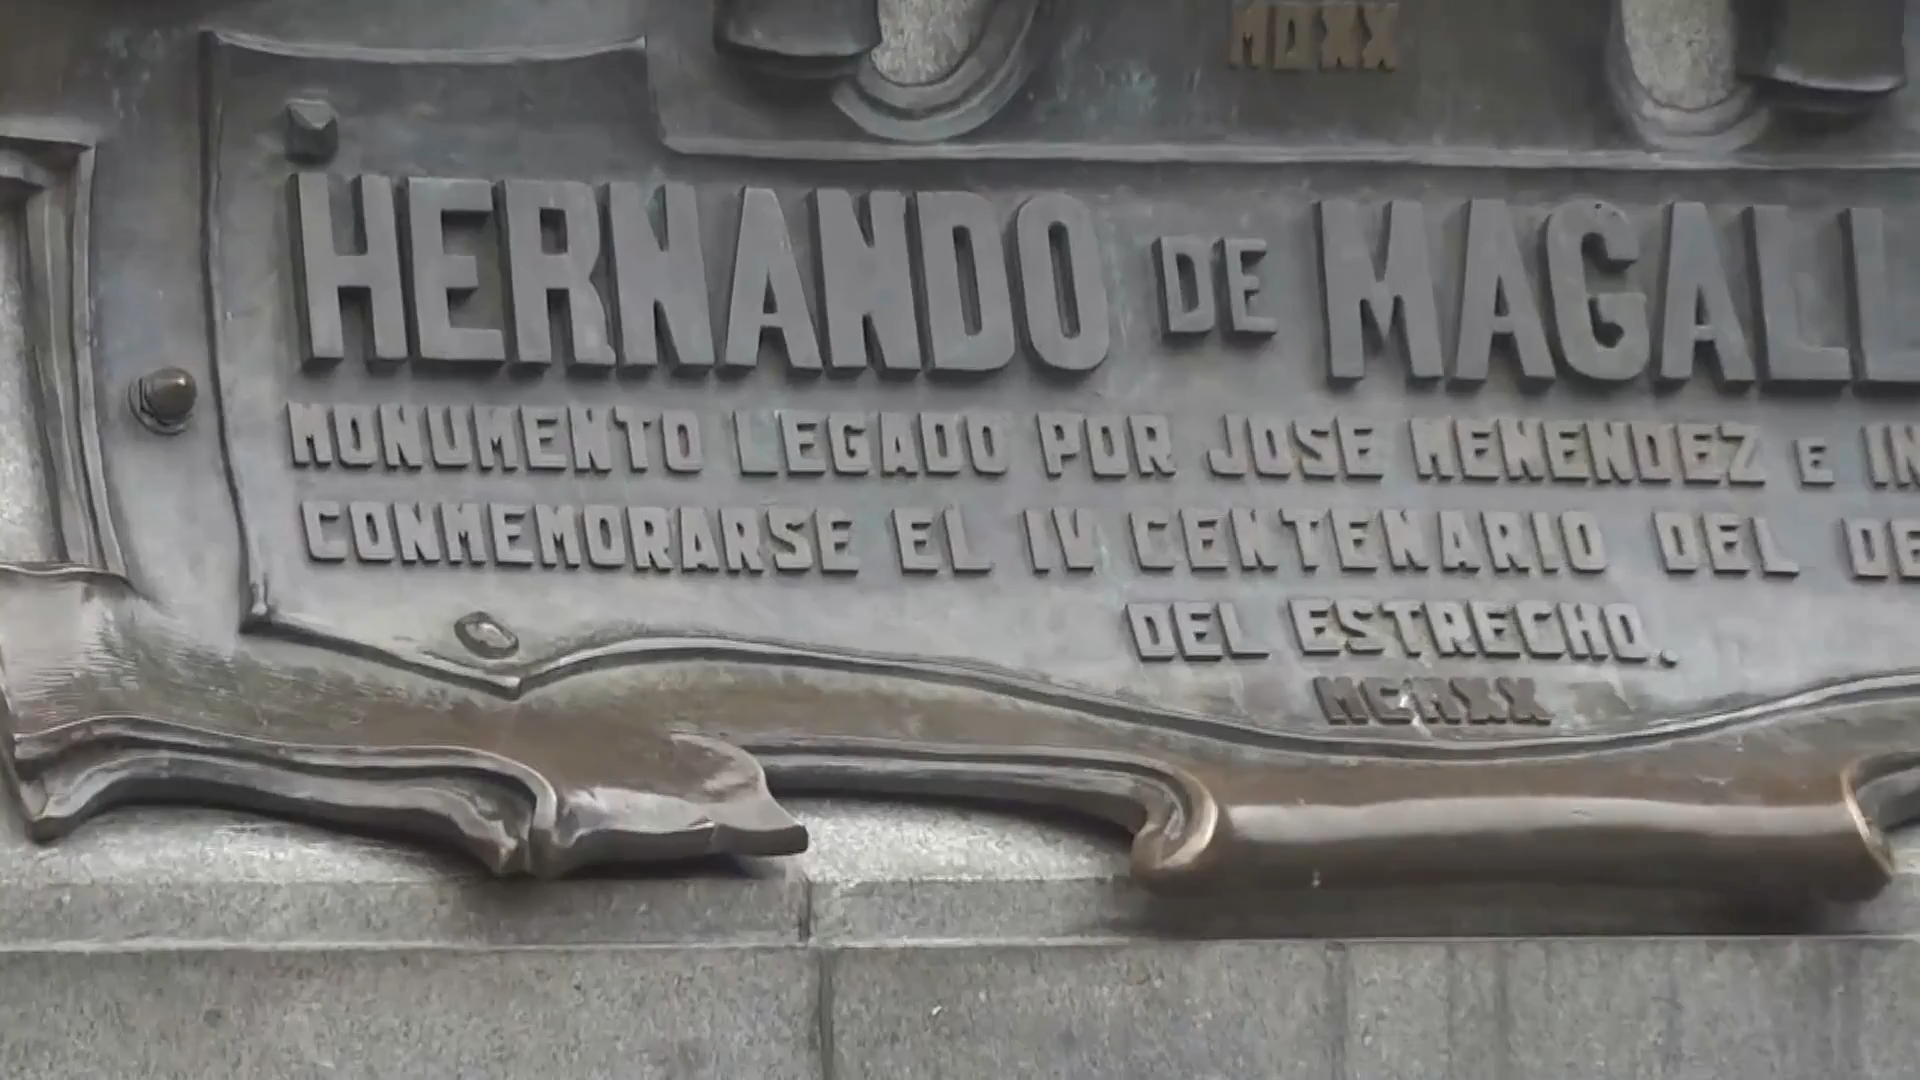 MDXX
HERNANDO DE MAGALL
MONUMENTO LEGADO POR JOSE MENENDEZ E IN
CONMEMORARSE EL IV CENTENARIO DEL DE
DEL ESTRECHO.
MCMXX